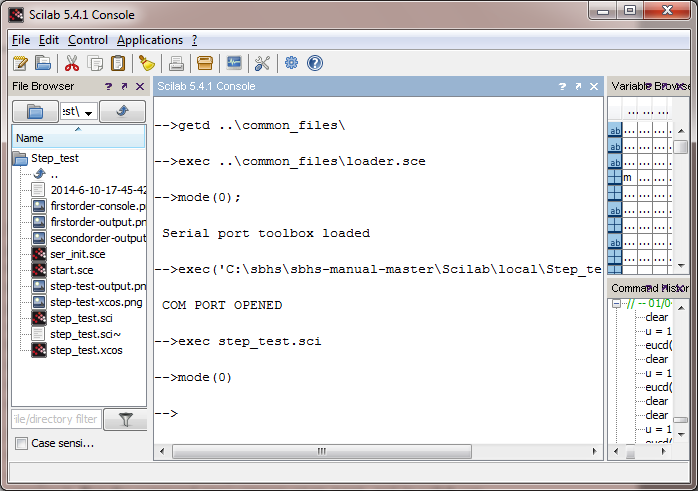 Scilab 5.4.1 Console
File Edit Control Applications ?
File Browser
est\
Name
Step_test
..
2014-6-10-17-45-42
firstorder-console.pn
firstorder-output.pn
secondorder-output
ser_init.sce
start.sce
step-test-output.pn
step-test-xcos.png
step_test.sci
step_test.sci~
step_test.xcos
file/directory filter
Case sensi...
Scilab 5.4.1 Console
-->getd ..\common_files\
-->exec ..\common_files\loader.sce
-->mode(0);
Serial port toolbox loaded
-->exec('C:\sbhs\sbhs-manual-master\Scilab\local\Step_te
COM PORT OPENED
-->exec step_test.sci
-->mode(0)
-->
Variable Browse
... ... ...
ab ... ... ... ...
... ... ... ...
ab ... ... ... ...
m ... ... ...
... ... ... ...
ab ... ... ... ...
... ... ... ...
ab ... ... ... ...
Command Histor
// -- 01/0
clear
u = 1
eucd(
clear
u = 1
eucd(
clear
clear
u = 1
eucd(